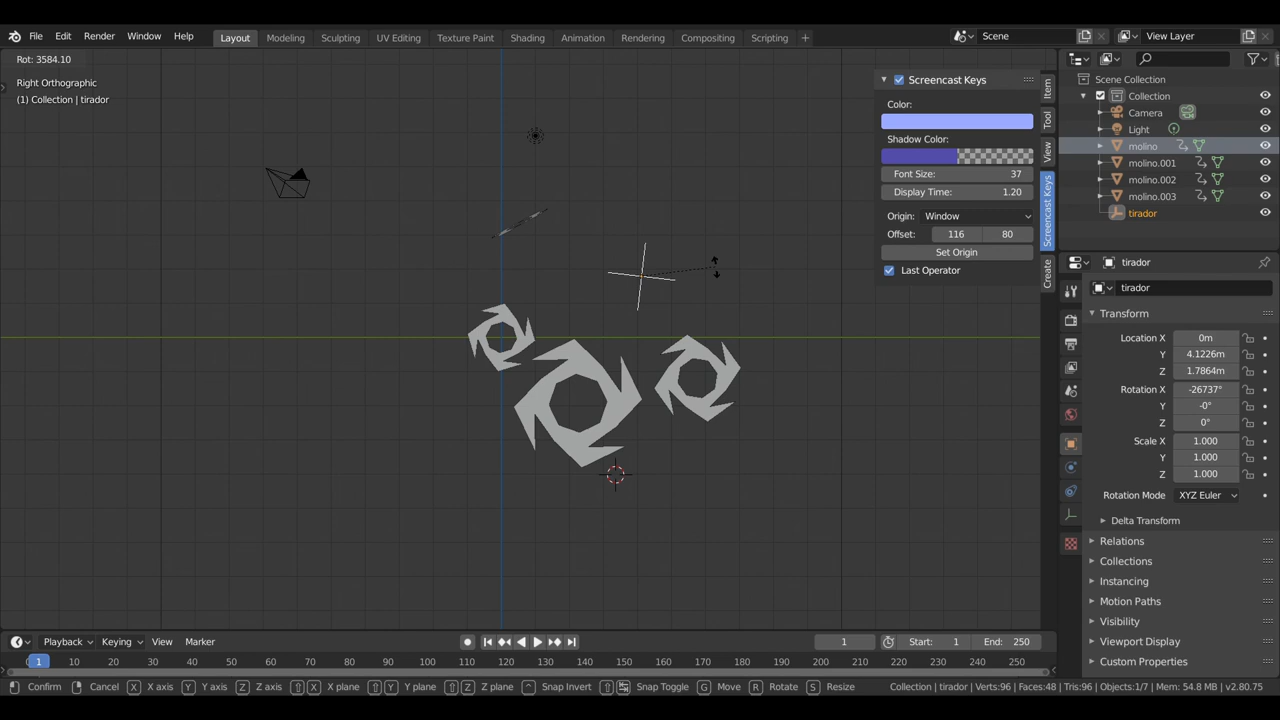 File Edit Render Window Help Layout Modeling Sculpting UV Editing Texture Paint Shading Animation Rendering Compositing Scripting + Scene View Layer
Rot: 3584.10
Right Orthographic
(1) Collection | tirador
Screencast Keys
Color:
Shadow Color:
Font Size: 37
Display Time: 1.20
Origin: Window
Offset: 116 80
Set Origin
Last Operator
Item
Tool
View
Screencast Keys
Create
Scene Collection
Collection
Camera
Light
molino
molino.001
molino.002
molino.003
tirador
tirador
tirador
Transform
Location X 0m
Y 4.1226m
Z 1.7864m
Rotation X -26737°
Y -0°
Z 0°
Scale X 1.000
Y 1.000
Z 1.000
Rotation Mode XYZ Euler
Delta Transform
Relations
Collections
Instancing
Motion Paths
Visibility
Viewport Display
Custom Properties
Playback Keying View Marker 1 Start: 1 End: 250
0 1 10 20 30 40 50 60 70 80 90 100 110 120 130 140 150 160 170 180 190 200 210 220 230 240 250
Confirm Cancel X X axis Y Y axis Z Z axis X X plane Y Y plane Z Z plane Snap Invert Snap Toggle G Move R Rotate S Resize Collection | tirador | Verts:96 | Faces:48 | Tris:96 | Objects:1/7 | Mem: 54.8 MB | v2.80.75